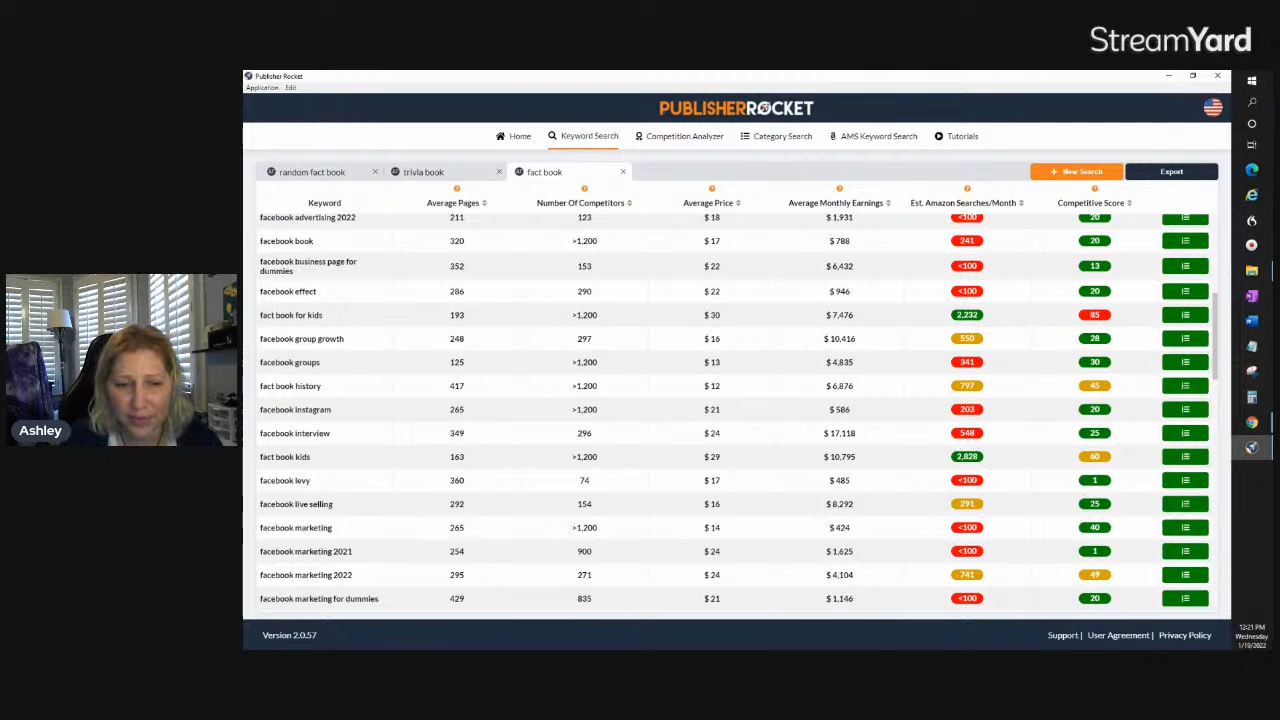 StreamYard
Publisher Rocket
Application Edit
PUBLISHERROCKET
Home Keyword Search Competition Analyzer Category Search AMS Keyword Search Tutorials
random fact book trivia book fact book
New Search Export
Keyword Average Pages Number Of Competitors Average Price Average Monthly Earnings Est. Amazon Searches/Month Competitive Score
facebook advertising 2022 211 123 $ 18 $ 1,931 <100 20
facebook book 320 >1,200 $ 17 $ 788 241 20
facebook business page for
dummies 352 153 $ 22 $ 6,432 <100 13
facebook effect 286 290 $ 22 $ 946 <100 20
fact book for kids 193 >1,200 $ 30 $ 7,476 2,232 85
facebook group growth 248 297 $ 16 $ 10,416 550 28
facebook groups 125 >1,200 $ 13 $ 4,835 341 30
fact book history 417 >1,200 $ 12 $ 6,876 797 45
facebook instagram 265 >1,200 $ 21 $ 586 203 20
facebook interview 349 296 $ 24 $ 17,118 548 25
fact book kids 163 >1,200 $ 29 $ 10,795 2,828 60
facebook levy 360 74 $ 17 $ 485 <100 1
facebook live selling 292 154 $ 16 $ 8,292 291 25
facebook marketing 265 >1,200 $ 14 $ 424 <100 40
facebook marketing 2021 254 900 $ 24 $ 1,625 <100 1
facebook marketing 2022 295 271 $ 24 $ 4,104 741 49
facebook marketing for dummies 429 835 $ 21 $ 1,146 <100 20
Ashley
Version 2.0.57
Support | User Agreement | Privacy Policy
12:21 PM
Wednesday
1/19/2022